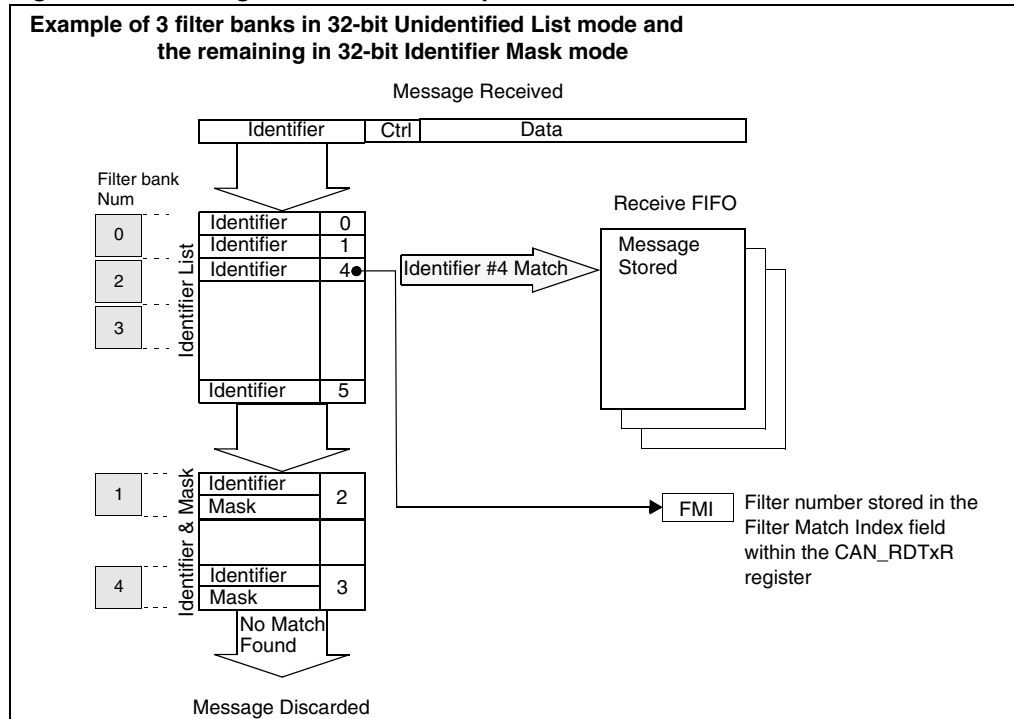 Example of 3 filter banks in 32-bit Unidentified List mode and
the remaining in 32-bit Identifier Mask mode
Message Received
Identifier Ctrl Data
Filter bank
Num
Receive FIFO
0
2
3
Identifier List
Identifier 0
Identifier 1
Identifier 4
Identifier 5
Identifier #4 Match
Message
Stored
1
4
Identifier & Mask
Identifier
Mask
2
Identifier
Mask
3
FMI
Filter number stored in the
Filter Match Index field
within the CAN_RDTxR
register
No Match
Found
Message Discarded